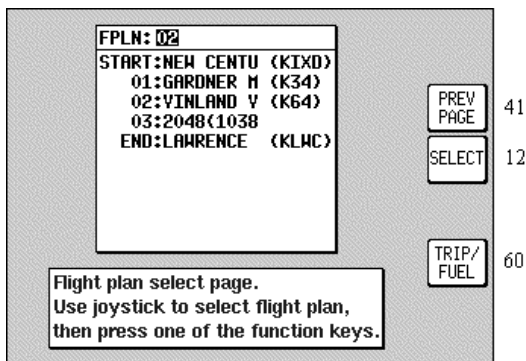 FPLN: 02
START:NEW CENTU (KIXD)
01:GARDNER M (K34)
02:VINLAND V (K64)
03:2048(1038
END:LAWRENCE (KLWC)
PREV PAGE 41
SELECT 12
TRIP/ FUEL 60
Flight plan select page.
Use joystick to select flight plan,
then press one of the function keys.